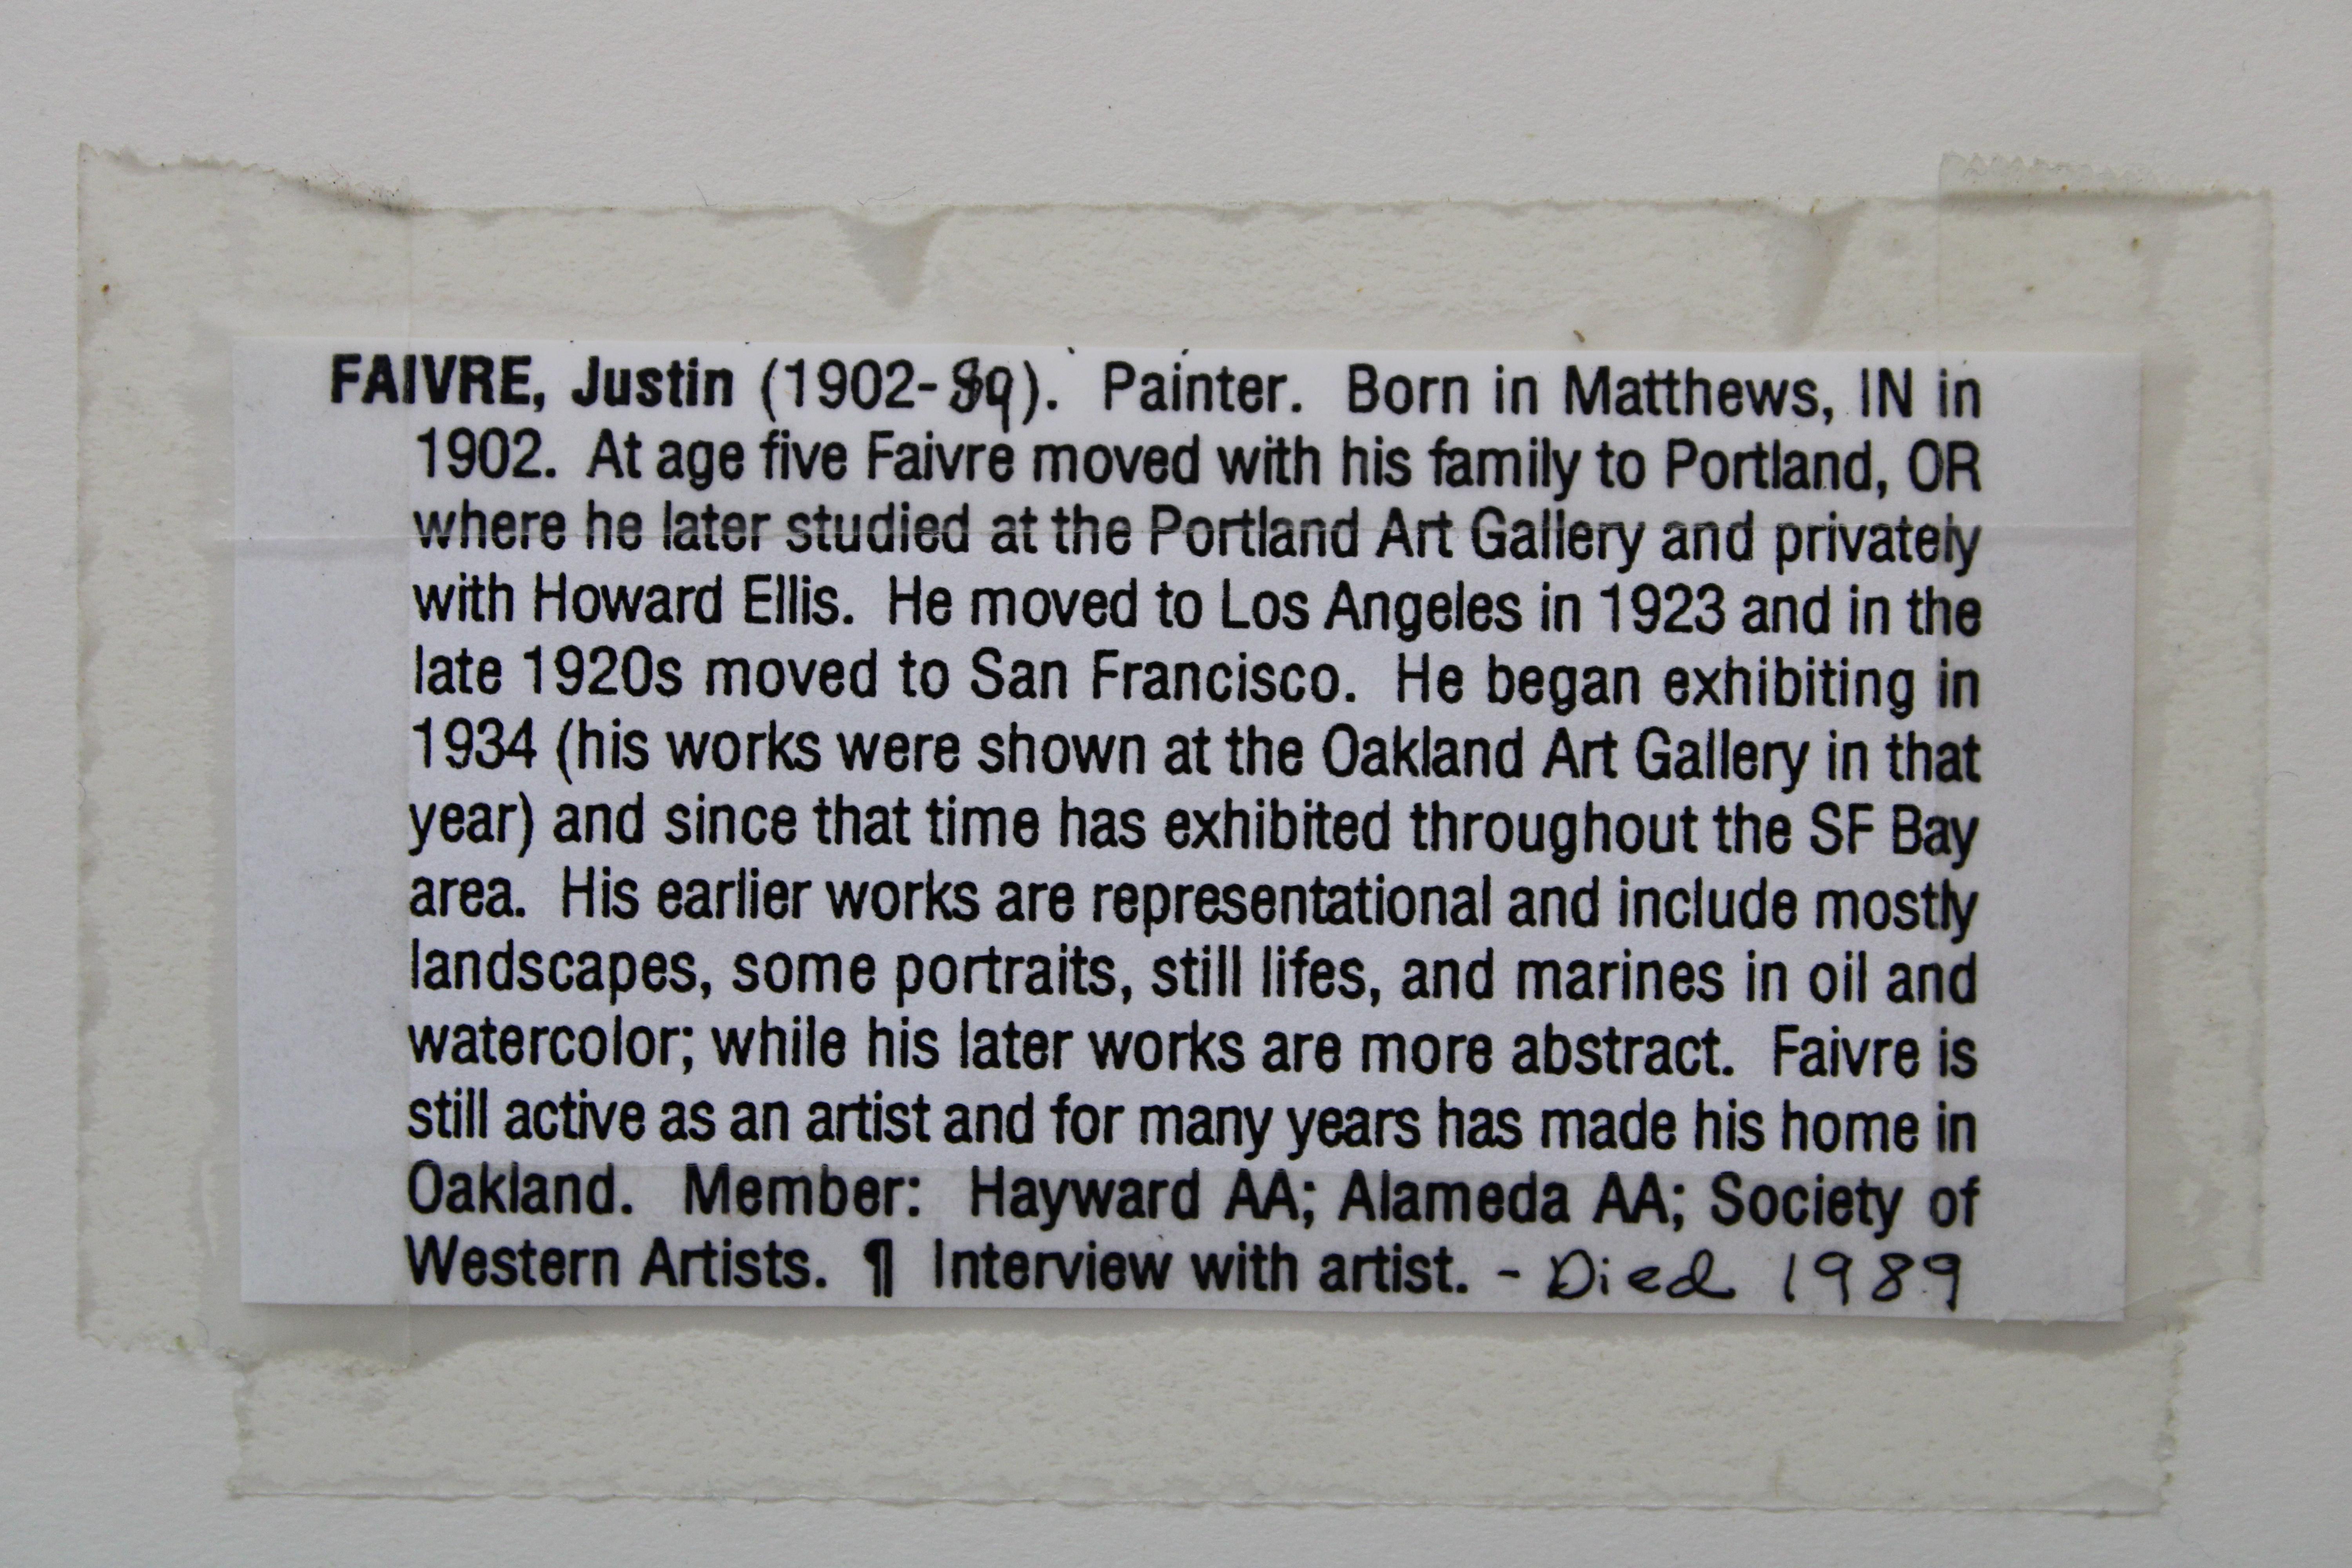 FAIVRE, Justin (1902-89). Painter. Born in Matthews, IN in
1902. At age five Faivre moved with his family to Portland, OR
where he later studied at the Portland Art Gallery and privately
with Howard Ellis. He moved to Los Angeles in 1923 and in the
late 1920s moved to San Francisco. He began exhibiting in
1934 (his works were shown at the Oakland Art Gallery in that
year) and since that time has exhibited throughout the SF Bay
area. His earlier works are representational and include mostly
landscapes, some portraits, still lifes, and marines in oil and
watercolor; while his later works are more abstract. Faivre is
still active as an artist and for many years has made his home in
Oakland. Member: Hayward AA; Alameda AA; Society of
Western Artists. ¶ Interview with artist. - Died 1989